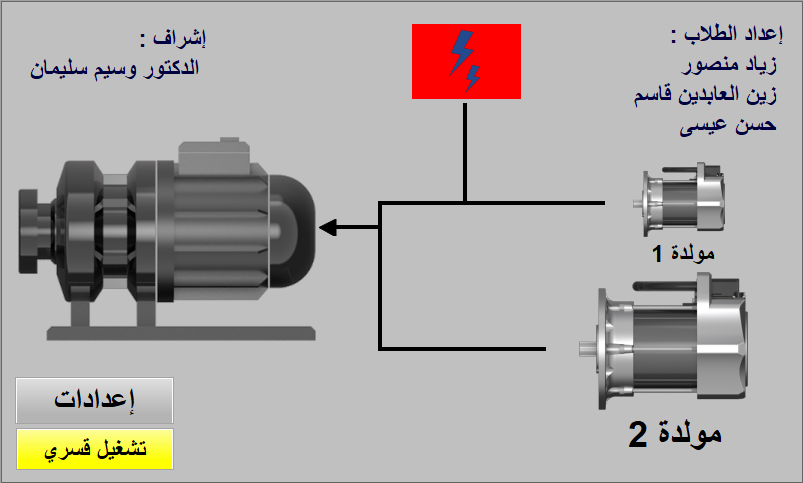 إعداد الطلاب :
زياد منصور
زين العابدين قاسم
حسن عيسى
إشراف :
الدكتور وسيم سليمان
مولدة 1
مولدة 2
إعدادات
تشغيل قسري